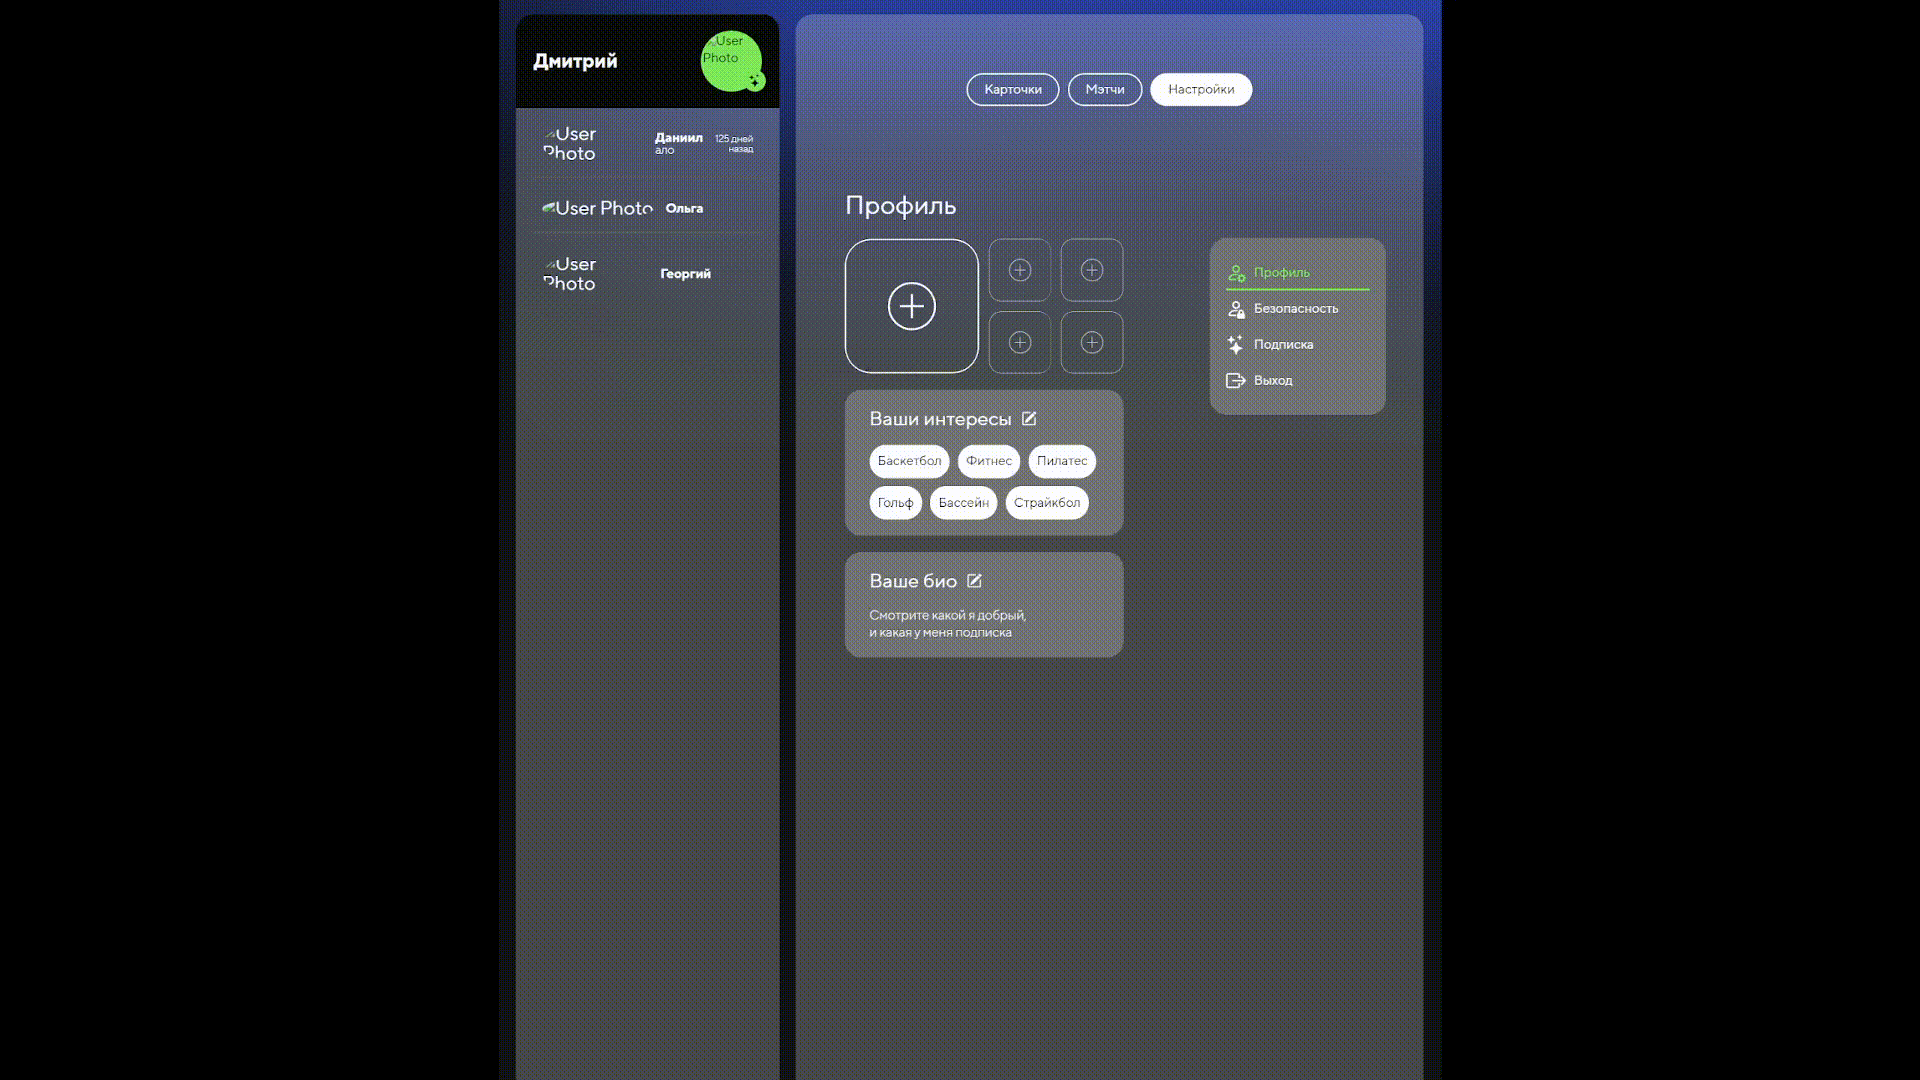 Дмитрий
User
Photo
User
Photo
Даниил
ало
125 дней
назад
User Photo
Ольга
User
Photo
Георгий
Карточки
Мэтчи
Настройки
Профиль
Ваши интересы
Баскетбол
Фитнес
Пилатес
Гольф
Бассейн
Страйкбол
Ваше био
Смотрите какой я добрый,
и какая у меня подписка
Профиль
Безопасность
Подписка
Выход